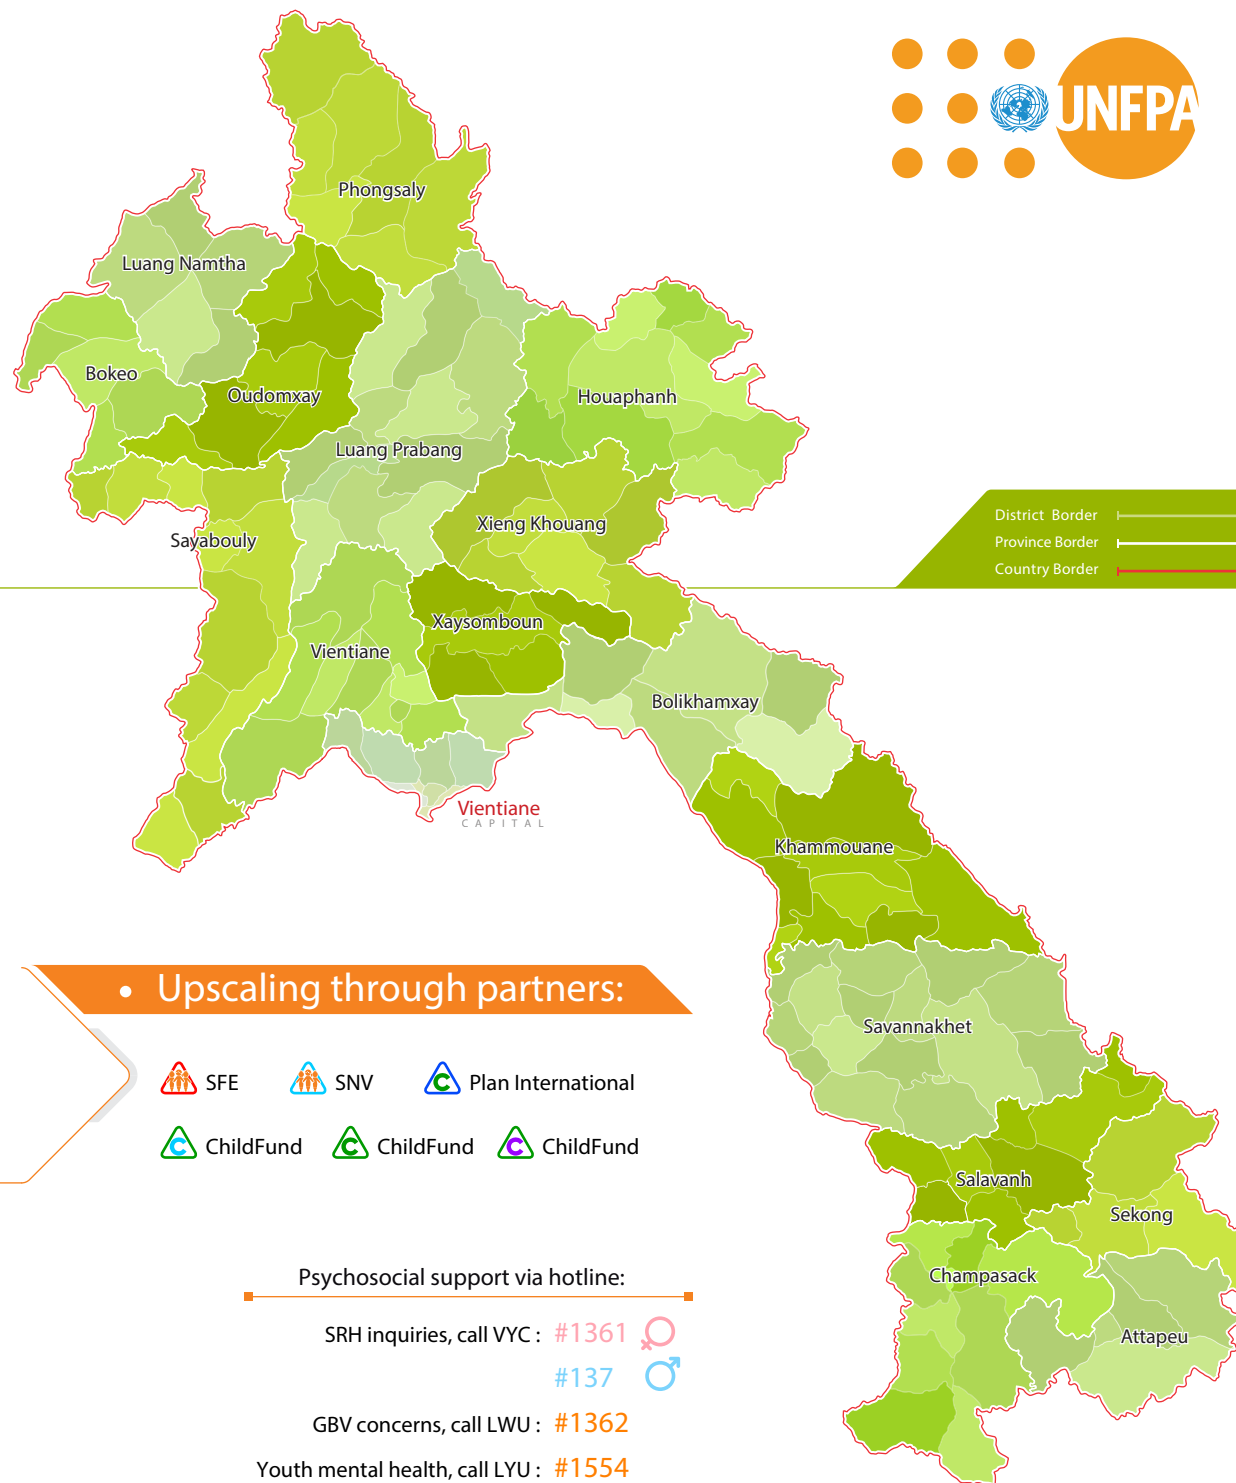 UNFPA
Phongsaly
Luang Namtha
Bokeo
Oudomxay
Houaphanh
Luang Prabang
Xieng Khouang
Sayabouly
District Border
Province Border
Country Border
Xaysomboun
Vientiane
Bolikhamxay
Vientiane
CAPITAL
Khammouane
• Upscaling through partners:
Savannakhet
SFE
SNV
C Plan International
C ChildFund
C ChildFund
C ChildFund
Salavanh
Sekong
Champasack
Attapeu
Psychosocial support via hotline:
SRH inquiries, call VYC : #1361
#137
GBV concerns, call LWU : #1362
Youth mental health, call LYU : #1554